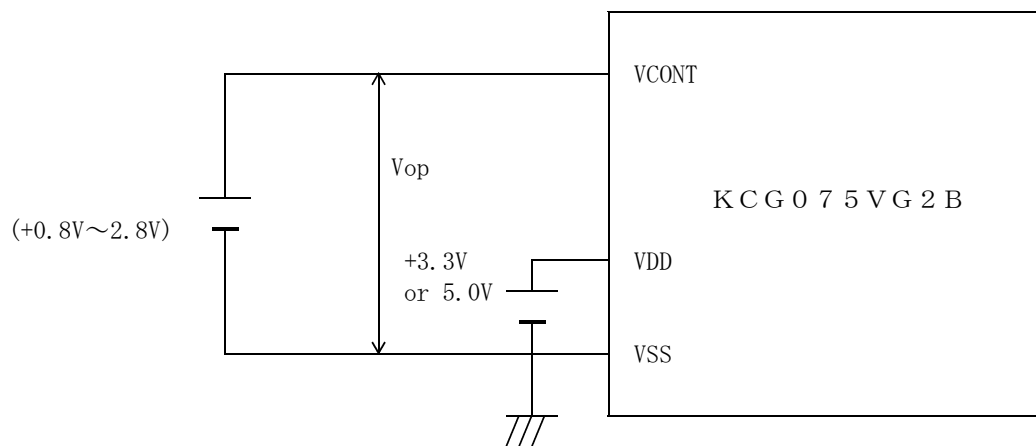 VCONT
Vop
KCG075VG2B
(+0.8V～2.8V)
+3.3V
or 5.0V
VDD
VSS